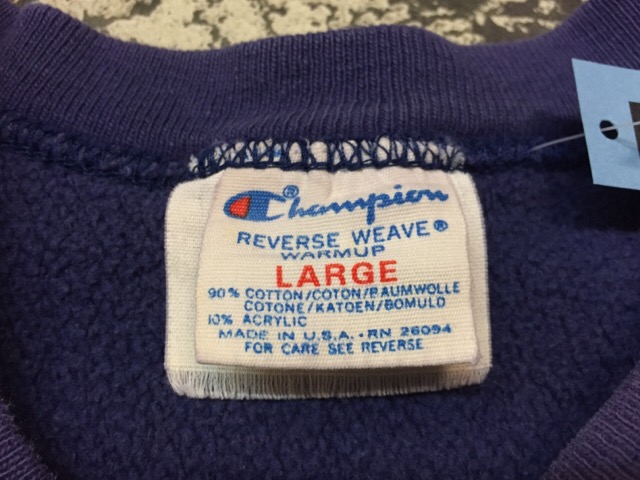 Champion®
REVERSE WEAVE®
WARMUP
LARGE
90% COTTON/COTON/BAUMWOLLE
COTONE/KATOEN/BOMULD
10% ACRYLIC
MADE IN U.S.A. - RN 26094
FOR CARE SEE REVERSE